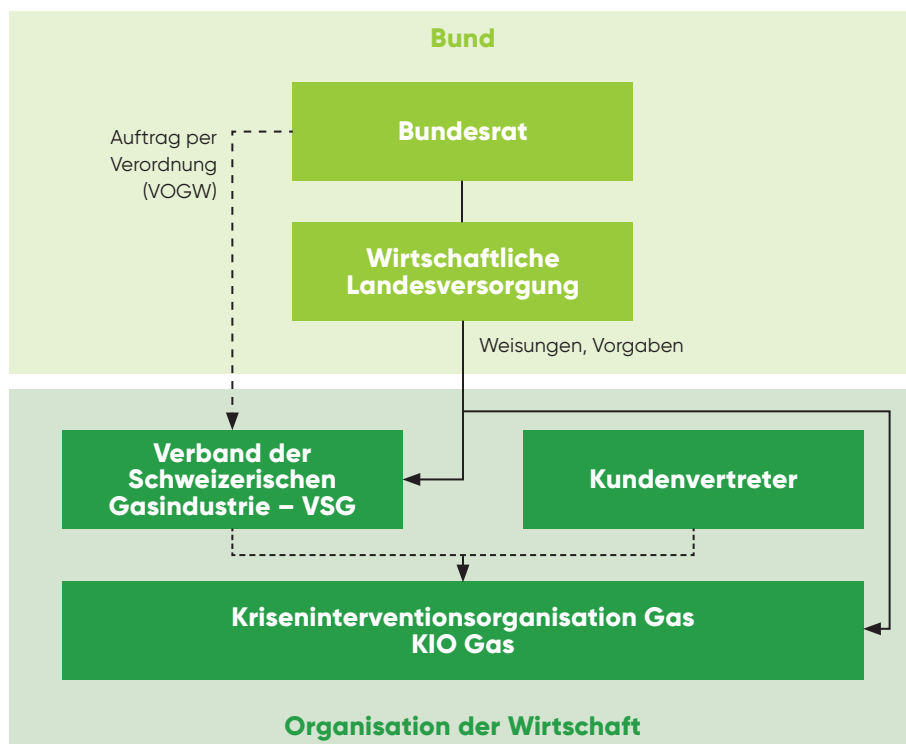 Bund
Bundesrat
Auftrag per
Verordnung
(VOGW)
Wirtschaftliche
Landesversorgung
Weisungen, Vorgaben
Verband der
Schweizerischen
Gasindustrie – VSG
Kundenvertreter
Kriseninterventionsorganisation Gas
KIO Gas
Organisation der Wirtschaft